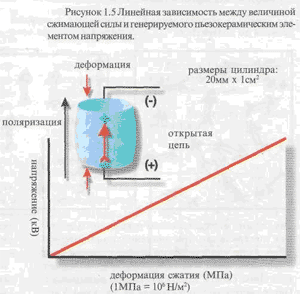 Рисунок 1.5 Линейная зависимость между величиной
сжимающей силы и генерируемого пьезокерамическим эле-
ментом напряжения.
деформация
размеры цилиндра:
20мм x 1см²
(-)
поляризация
открытая
цепь
(+)
напряжение (кВ)
деформация сжатия (МПа)
(1МПа = 10⁶ Н/м²)